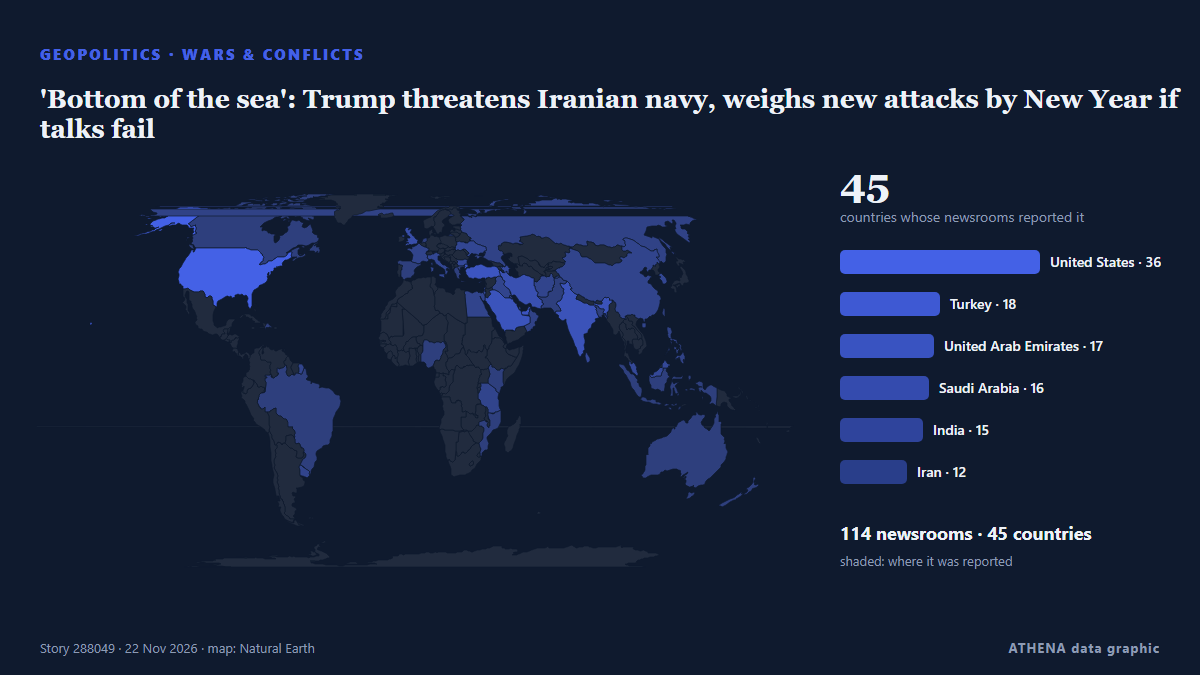 GEOPOLITICS · WARS & CONFLICTS
'Bottom of the sea': Trump threatens Iranian navy, weighs new attacks by New Year if
talks fail
45
countries whose newsrooms reported it
United States · 36
Turkey · 18
United Arab Emirates · 17
Saudi Arabia · 16
India · 15
Iran · 12
114 newsrooms · 45 countries
shaded: where it was reported
Story 288049 · 22 Nov 2026 · map: Natural Earth
ATHENA data graphic